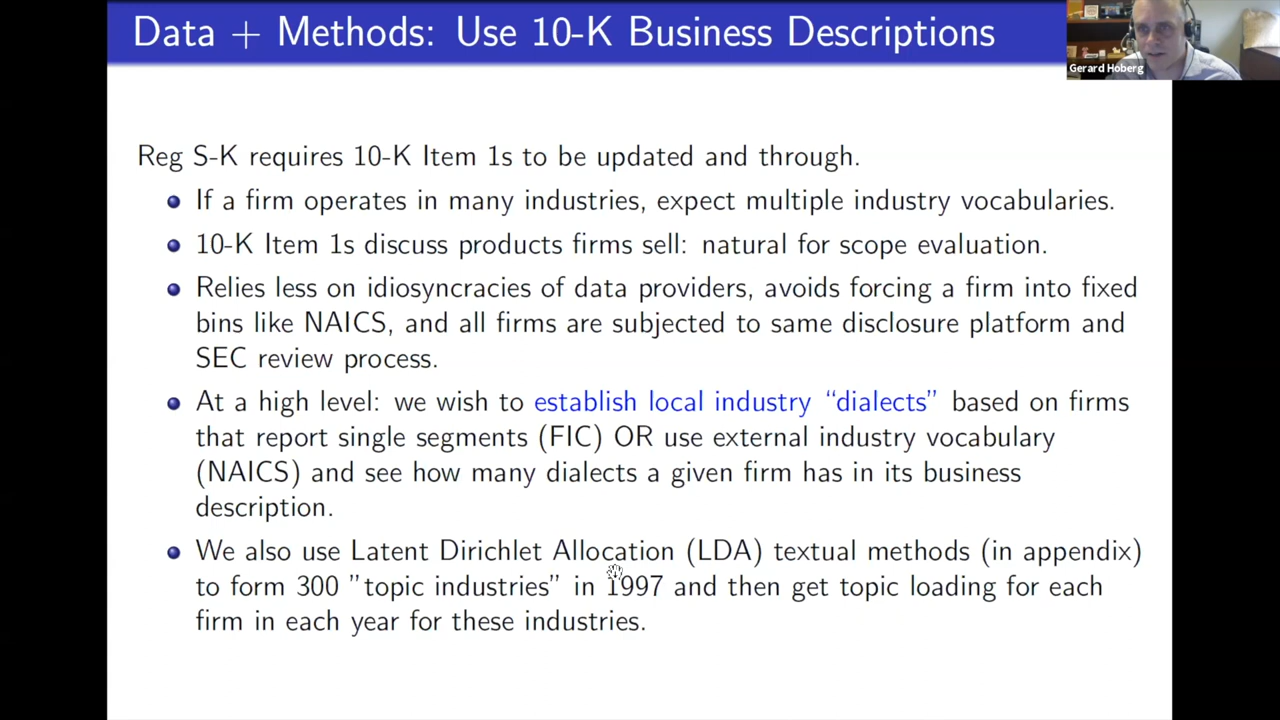 Data + Methods: Use 10-K Business Descriptions
Gerard Hoberg
Reg S-K requires 10-K Item 1s to be updated and through.
If a firm operates in many industries, expect multiple industry vocabularies.
10-K Item 1s discuss products firms sell: natural for scope evaluation.
Relies less on idiosyncracies of data providers, avoids forcing a firm into fixed
bins like NAICS, and all firms are subjected to same disclosure platform and
SEC review process.
At a high level: we wish to establish local industry “dialects” based on firms
that report single segments (FIC) OR use external industry vocabulary
(NAICS) and see how many dialects a given firm has in its business
description.
We also use Latent Dirichlet Allocation (LDA) textual methods (in appendix)
to form 300 ”topic industries” in 1997 and then get topic loading for each
firm in each year for these industries.